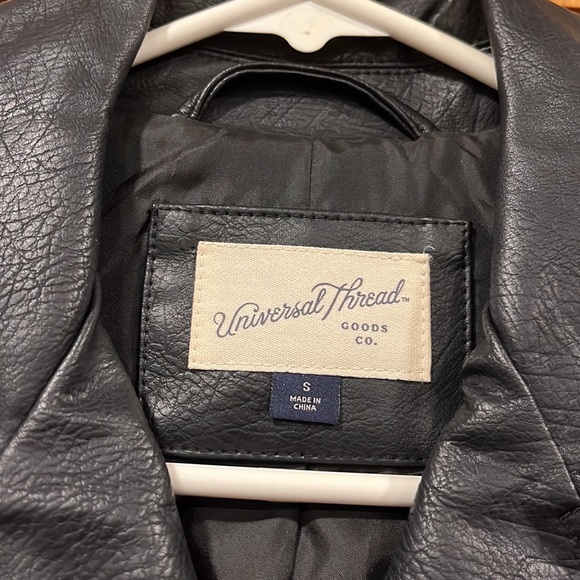 Universal Thread™
GOODS
CO.
S
MADE IN
CHINA